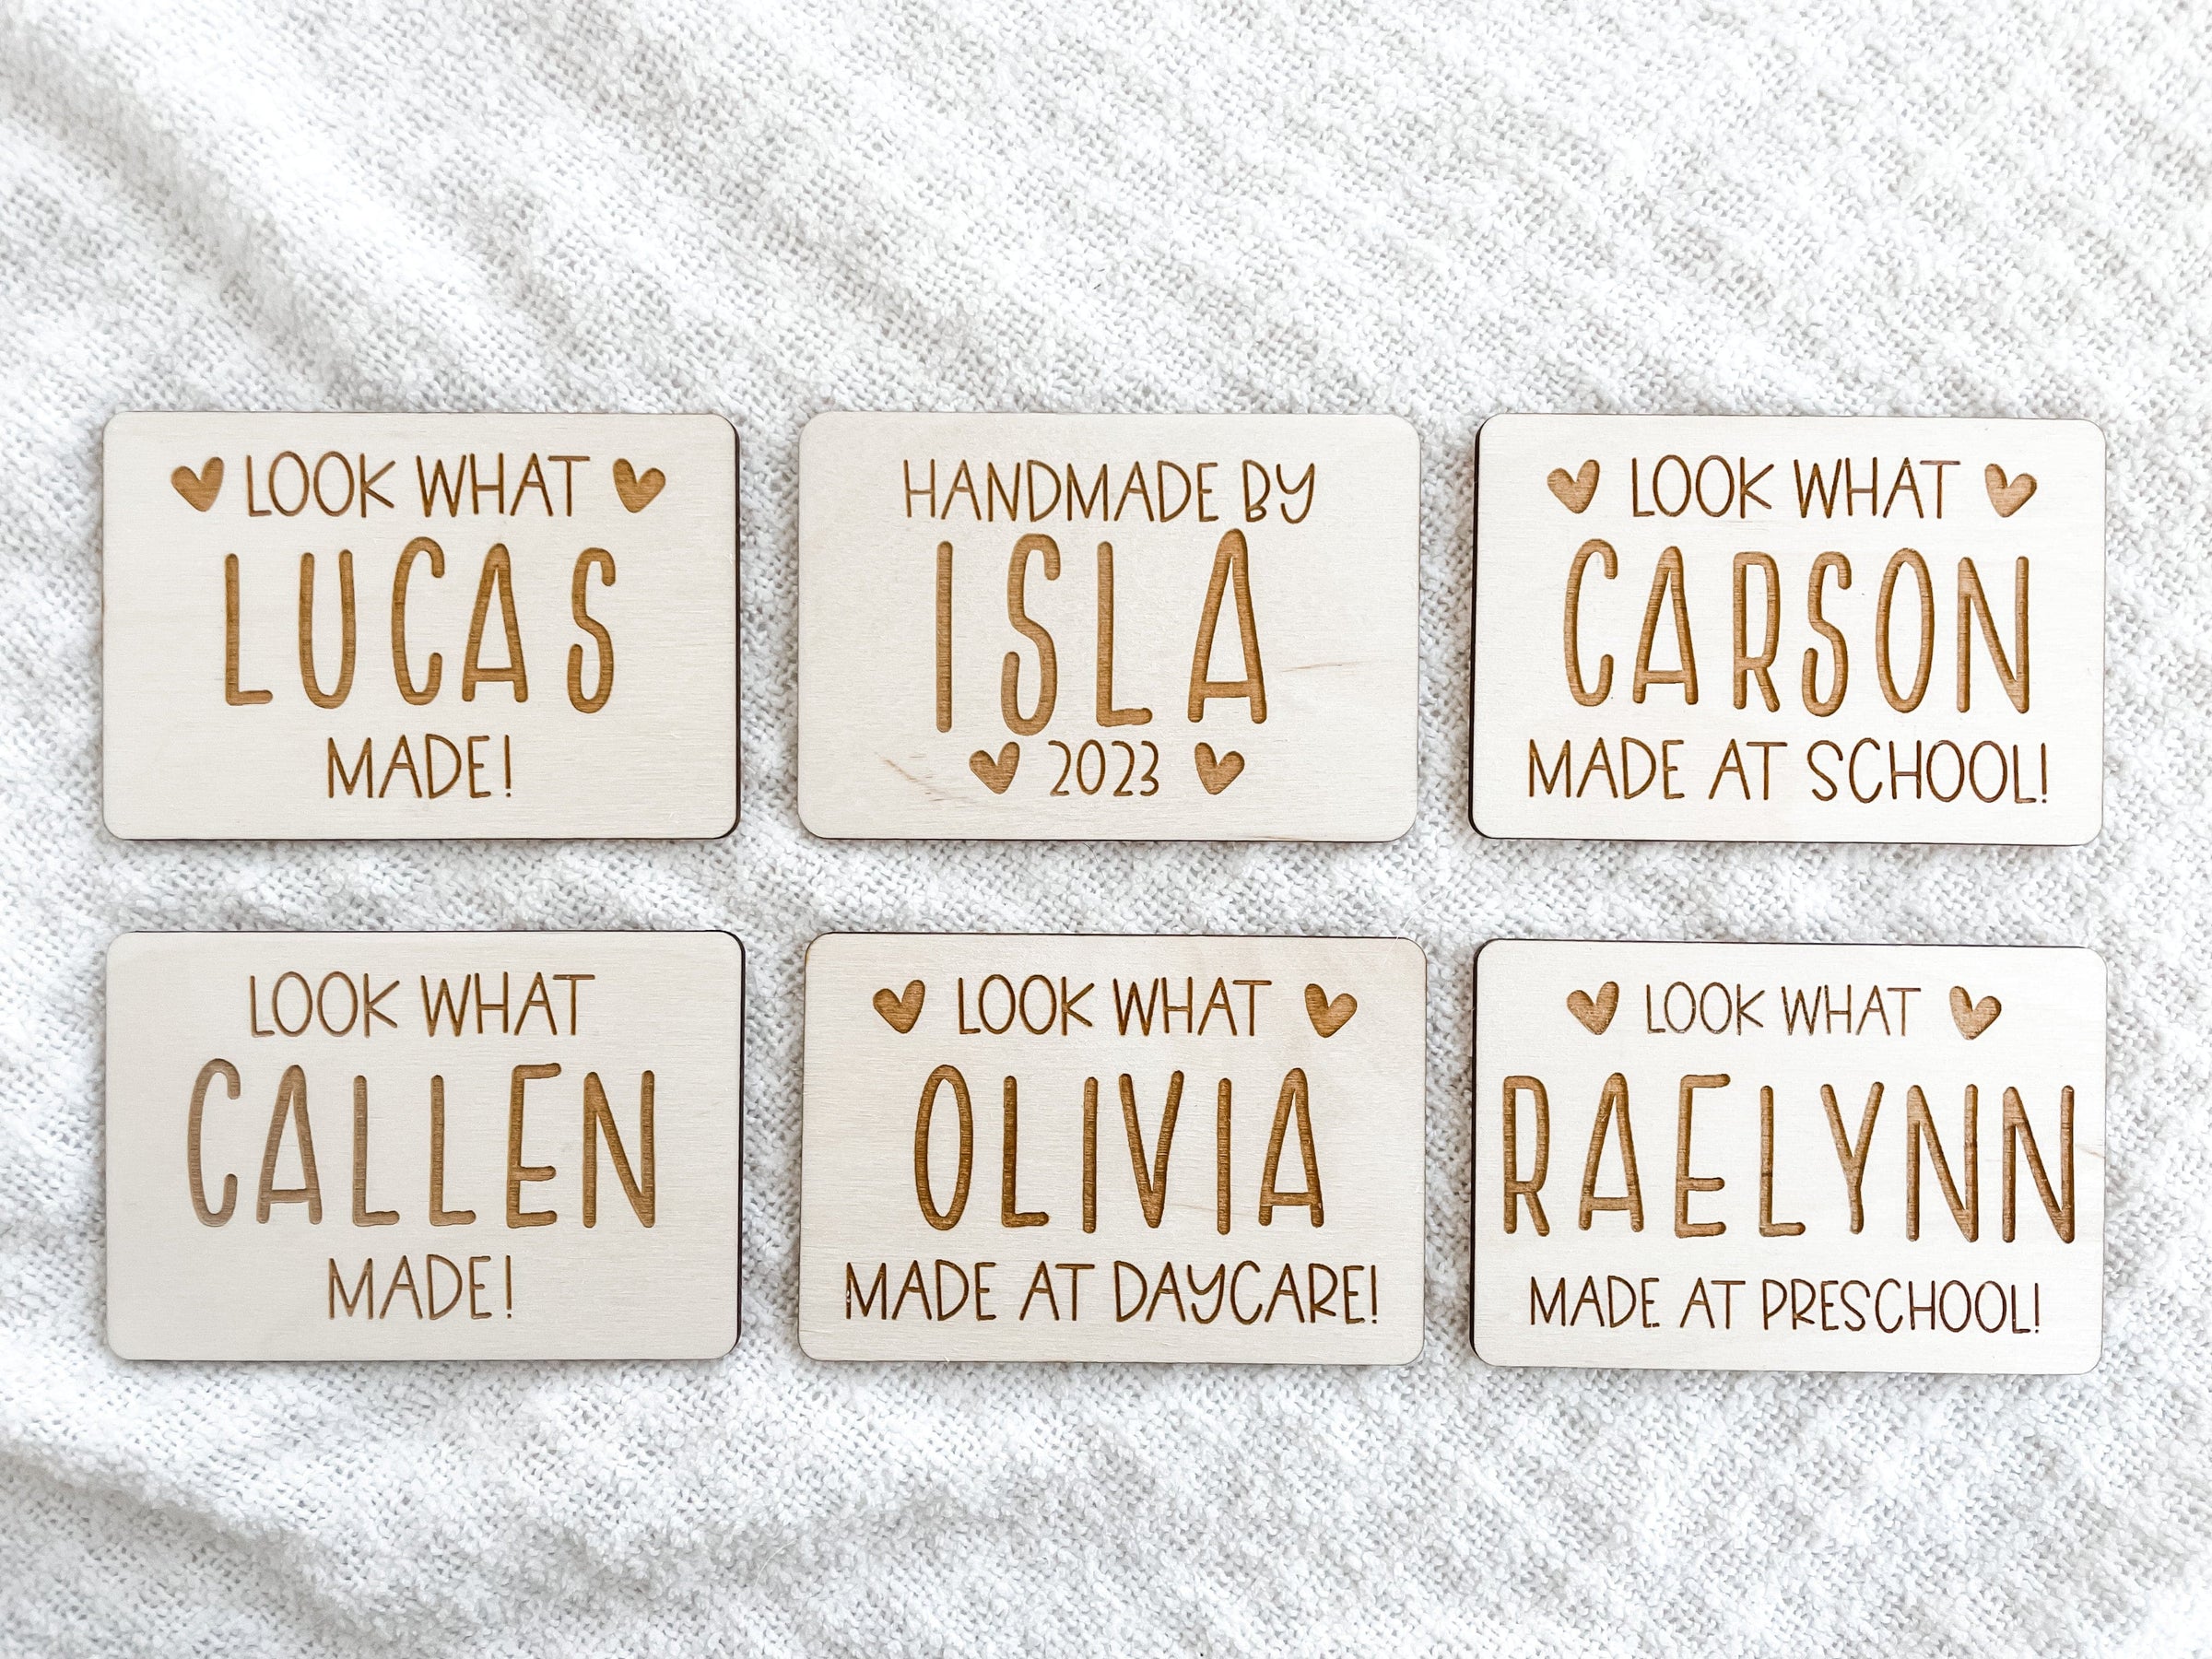 LOOK WHAT
LUCAS
MADE!
HANDMADE BY
ISLA
2023
LOOK WHAT
CARSON
MADE AT SCHOOL!
LOOK WHAT
CALLEN
MADE!
LOOK WHAT
OLIVIA
MADE AT DAYCARE!
LOOK WHAT
RAELYNN
MADE AT PRESCHOOL!